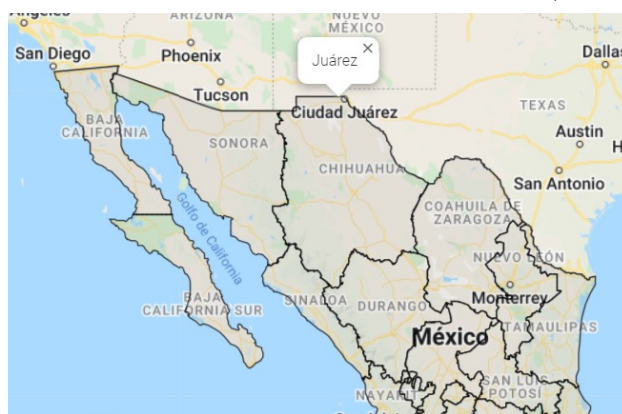 Angeles
ARIZONA
NUEVO
MÉXICO
San Diego
Phoenix
Juárez
×
Dallas
Tucson
Ciudad Juárez
TEXAS
BAJA
CALIFORNIA
SONORA
Austin
H
CHIHUAHUA
San Antonio
COAHUILA DE
ZARAGOZA
Golfo de California
NUEVO LEÓN
BAJA
CALIFORNIA SUR
SINALOA
DURANGO
Monterrey
México
TAMAULIPAS
SAN LUIS
POTOSÍ
NAYARIT